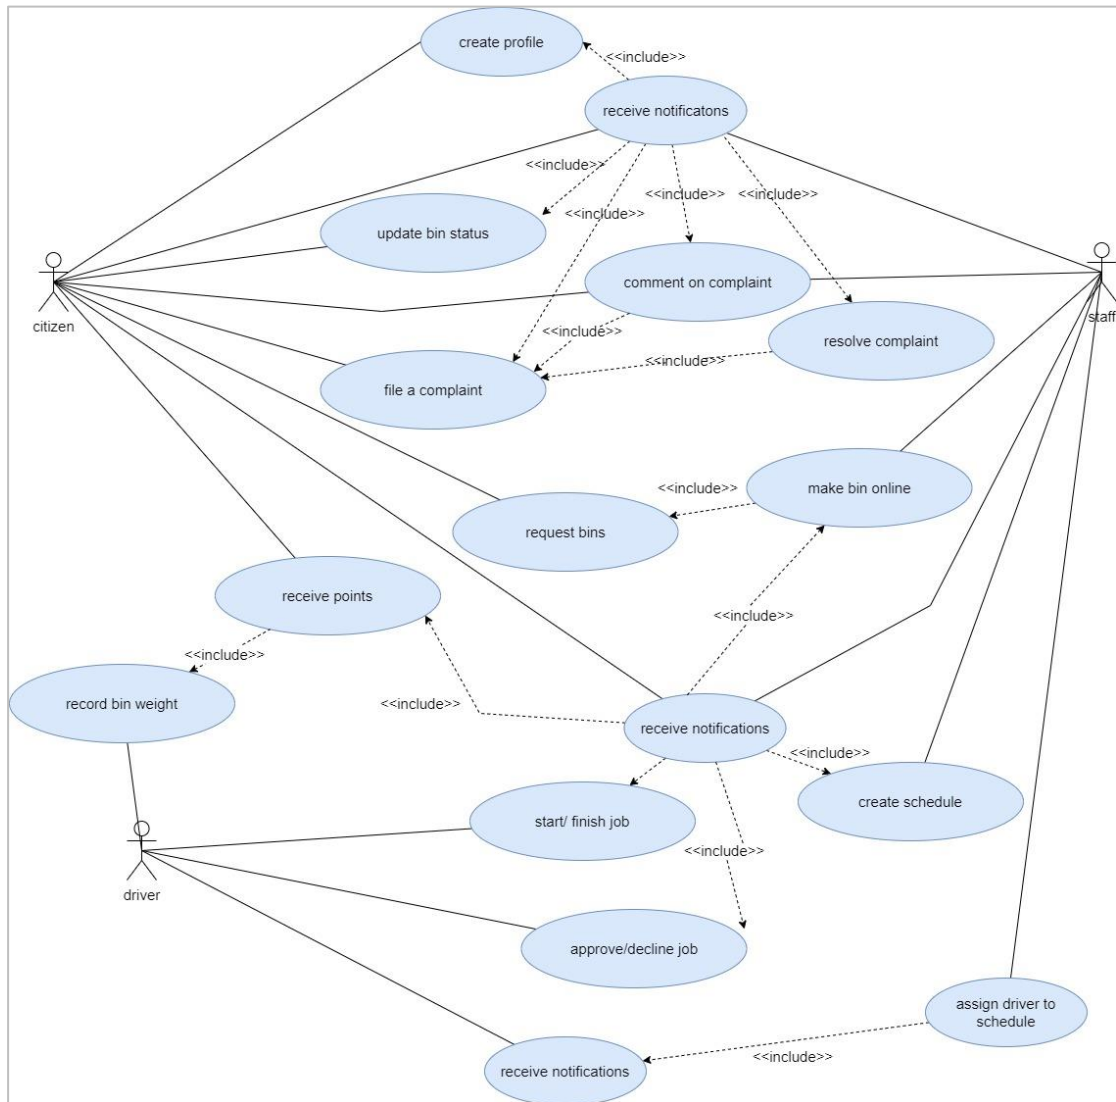 create profile
<<include>>
receive notificatons
<<include>>
<<include>>
<<include>>
<<include>>
update bin status
comment on complaint
citizen
staff
<<include>>
resolve complaint
<<include>>
file a complaint
<<include>>
make bin online
request bins
receive points
<<include>>
<<include>>
record bin weight
<<include>>
receive notifications
<<include>>
create schedule
start/ finish job
<<include>>
driver
approve/decline job
assign driver to
schedule
<<include>>
receive notifications